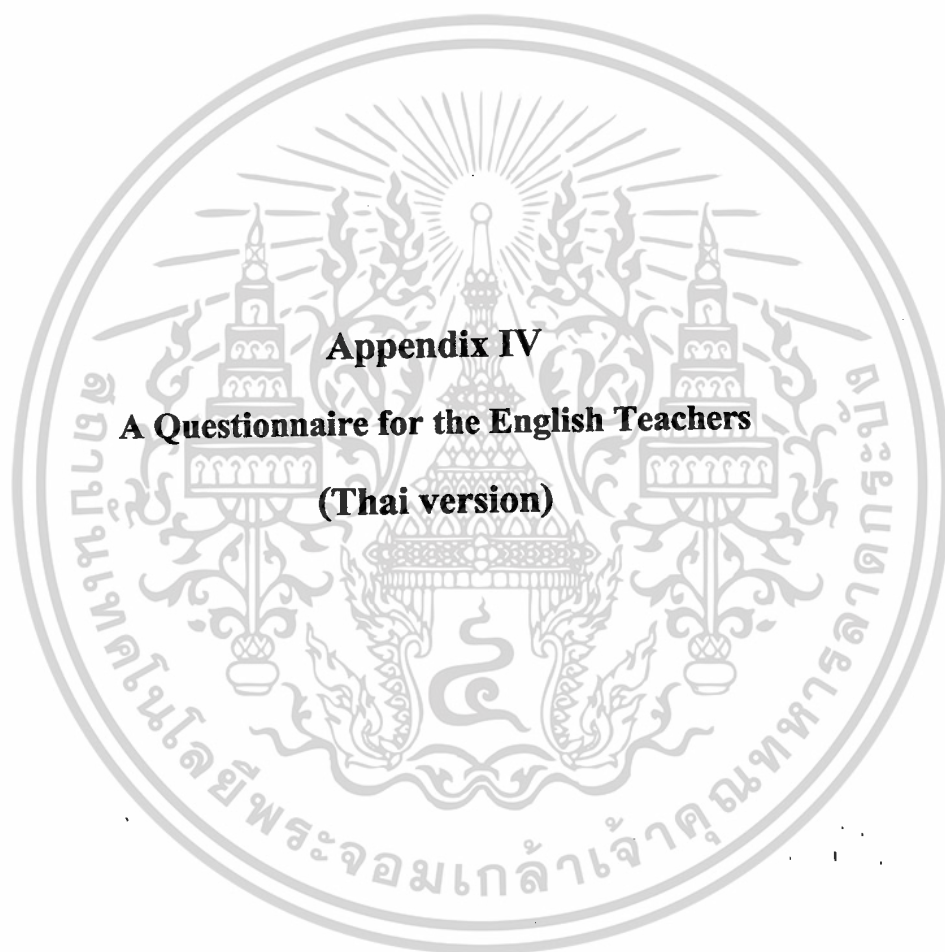 Appendix IV
A Questionnaire for the English Teachers
(Thai version)
สถาบันเทคโนโลยีพระจอมเกล้าเจ้าคุณทหารลาดกระบัง
๔